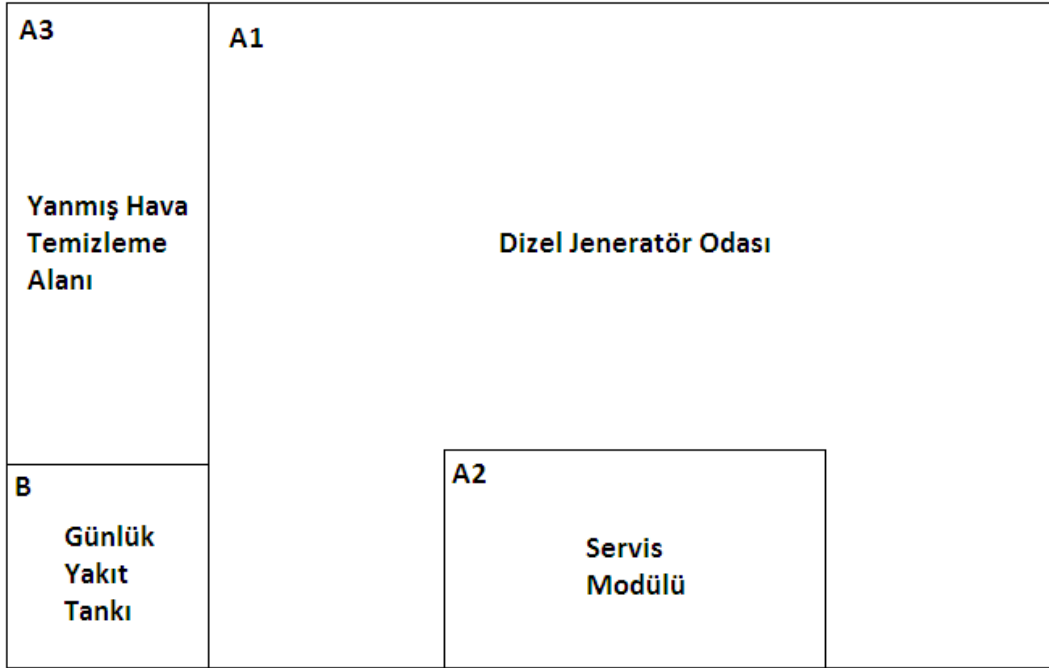 A3
Yanmış Hava
Temizleme
Alanı
A1
Dizel Jeneratör Odası
B
Günlük
Yakıt
Tankı
A2
Servis
Modülü